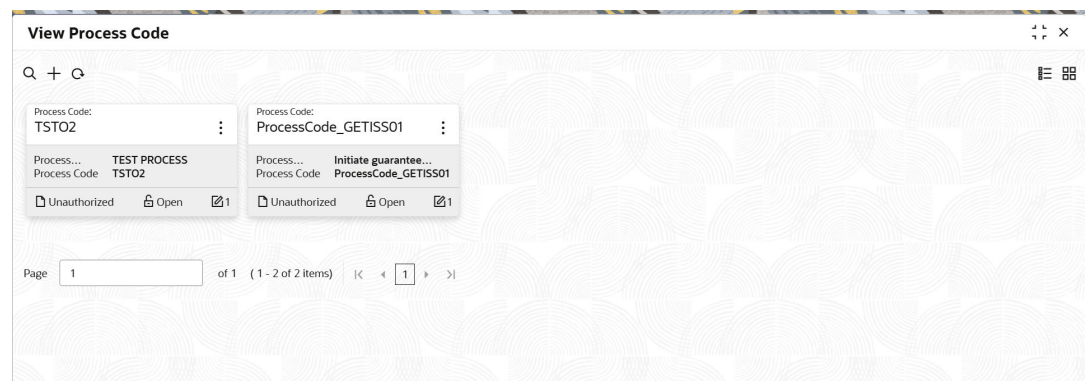 View Process Code
Process Code:
TSTO2
Process... TEST PROCESS
Process Code TSTO2
Unauthorized Open 1
Process Code:
ProcessCode_GETISS01
Process... Initiate guarantee...
Process Code ProcessCode_GETISS01
Unauthorized Open 1
Page 1 of 1 ( 1 - 2 of 2 items) 1